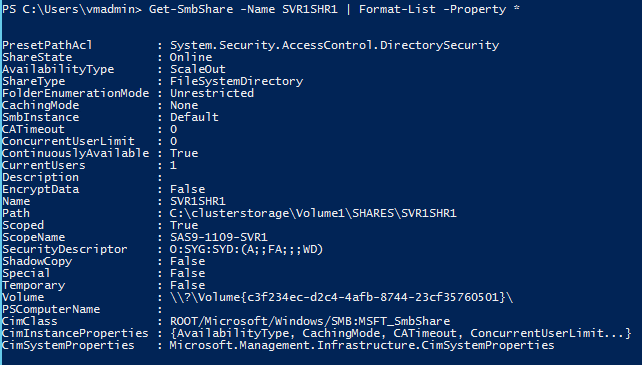 PS C:\Users\vmadmin> Get-SmbShare -Name SVR1SHR1 | Format-List -Property *
PresetPathAcl : System.Security.AccessControl.DirectorySecurity
ShareState : Online
AvailabilityType : ScaleOut
ShareType : FileSystemDirectory
FolderEnumerationMode : Unrestricted
CachingMode : None
SmbInstance : Default
CATimeout : 0
ConcurrentUserLimit : 0
ContinuouslyAvailable : True
CurrentUsers : 1
Description :
EncryptData : False
Name : SVR1SHR1
Path : C:\clusterstorage\Volume1\SHARES\SVR1SHR1
Scoped : True
ScopeName : SAS9-1109-SVR1
SecurityDescriptor : O:SYG:SYD:(A;;FA;;;WD)
ShadowCopy : False
Special : False
Temporary : False
Volume : \\?\Volume{c3f234ec-d2c4-4afb-8744-23cf35760501}\
PSComputerName :
CimClass : ROOT/Microsoft/Windows/SMB:MSFT_SmbShare
CimInstanceProperties : {AvailabilityType, CachingMode, CATimeout, ConcurrentUserLimit...}
CimSystemProperties : Microsoft.Management.Infrastructure.CimSystemProperties